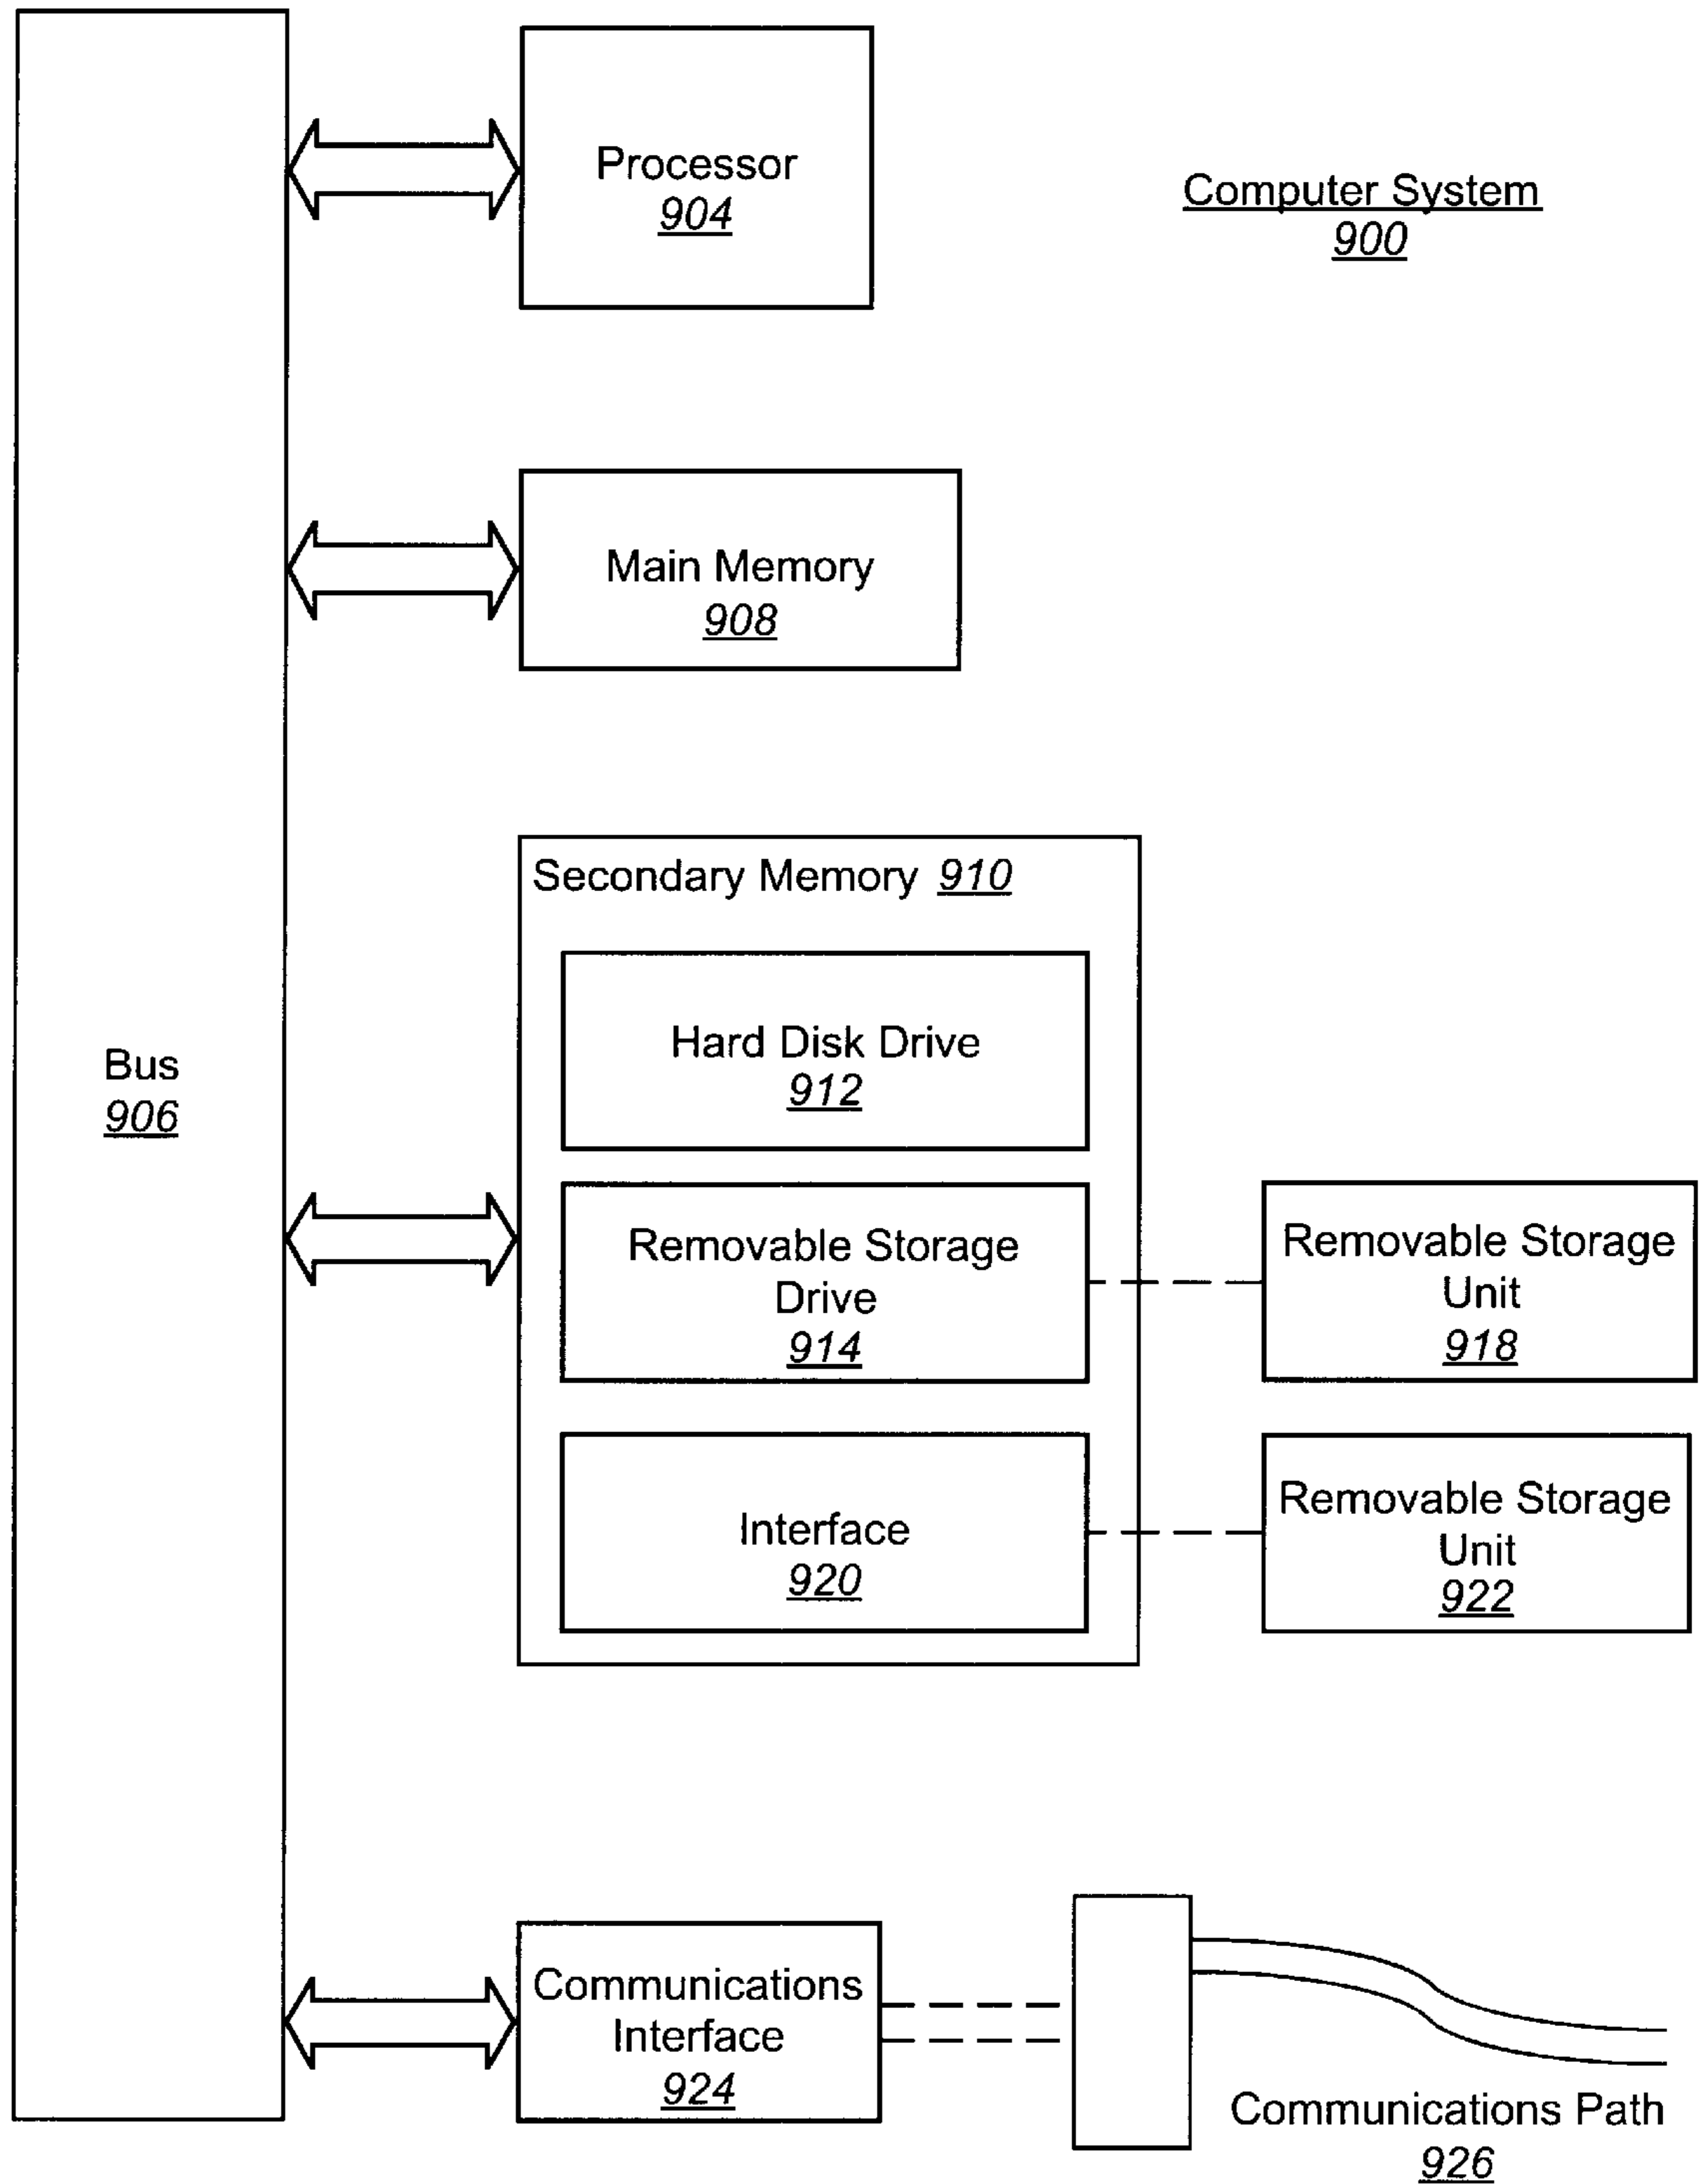 Processor
904
Computer System
900
Main Memory
908
Secondary Memory 910
Hard Disk Drive
912
Bus
906
Removable Storage
Drive
914
Removable Storage
Unit
918
Interface
920
Removable Storage
Unit
922
Communications
Interface
924
Communications Path
926